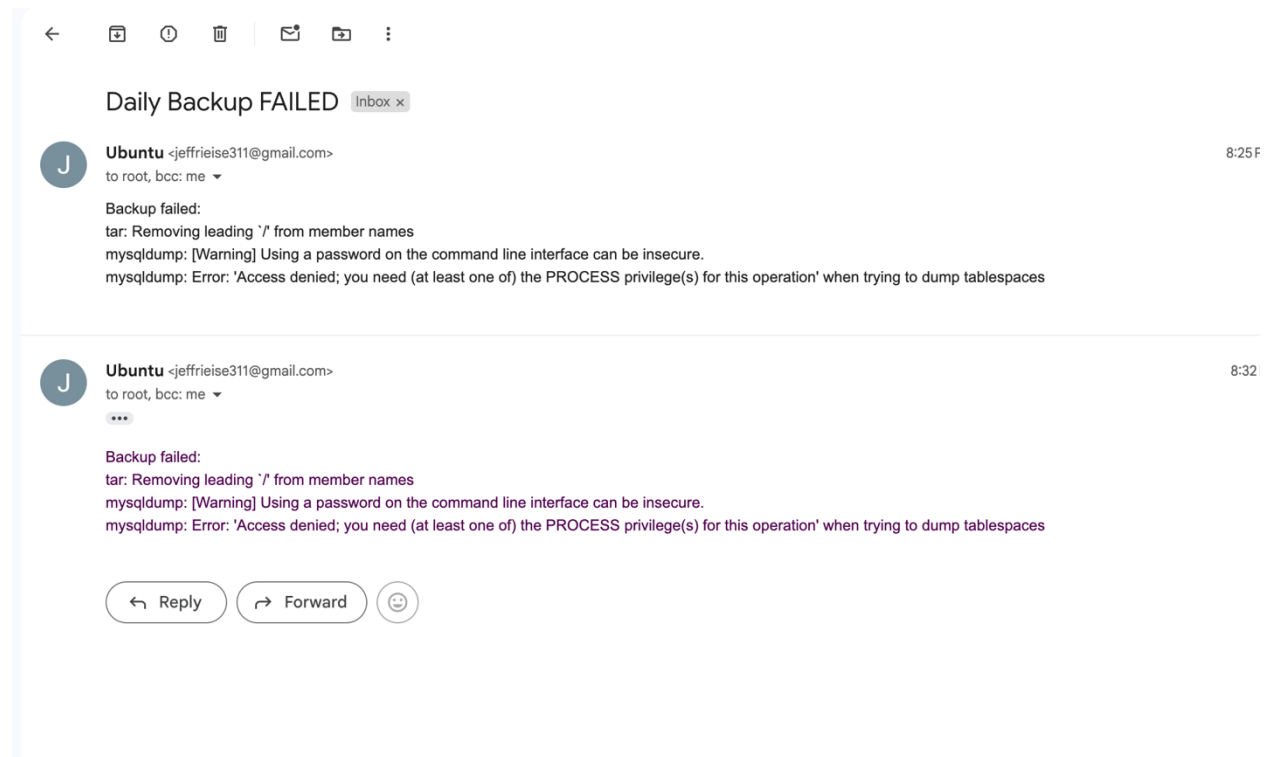 Daily Backup FAILED Inbox ×
J
Ubuntu <jeffrieise311@gmail.com>
8:25
to root, bcc: me
Backup failed:
tar: Removing leading `/' from member names
mysqldump: [Warning] Using a password on the command line interface can be insecure.
mysqldump: Error: 'Access denied; you need (at least one of) the PROCESS privilege(s) for this operation' when trying to dump tablespaces
J
Ubuntu <jeffrieise311@gmail.com>
8:32
to root, bcc: me
Backup failed:
tar: Removing leading `/' from member names
mysqldump: [Warning] Using a password on the command line interface can be insecure.
mysqldump: Error: 'Access denied; you need (at least one of) the PROCESS privilege(s) for this operation' when trying to dump tablespaces
Reply Forward